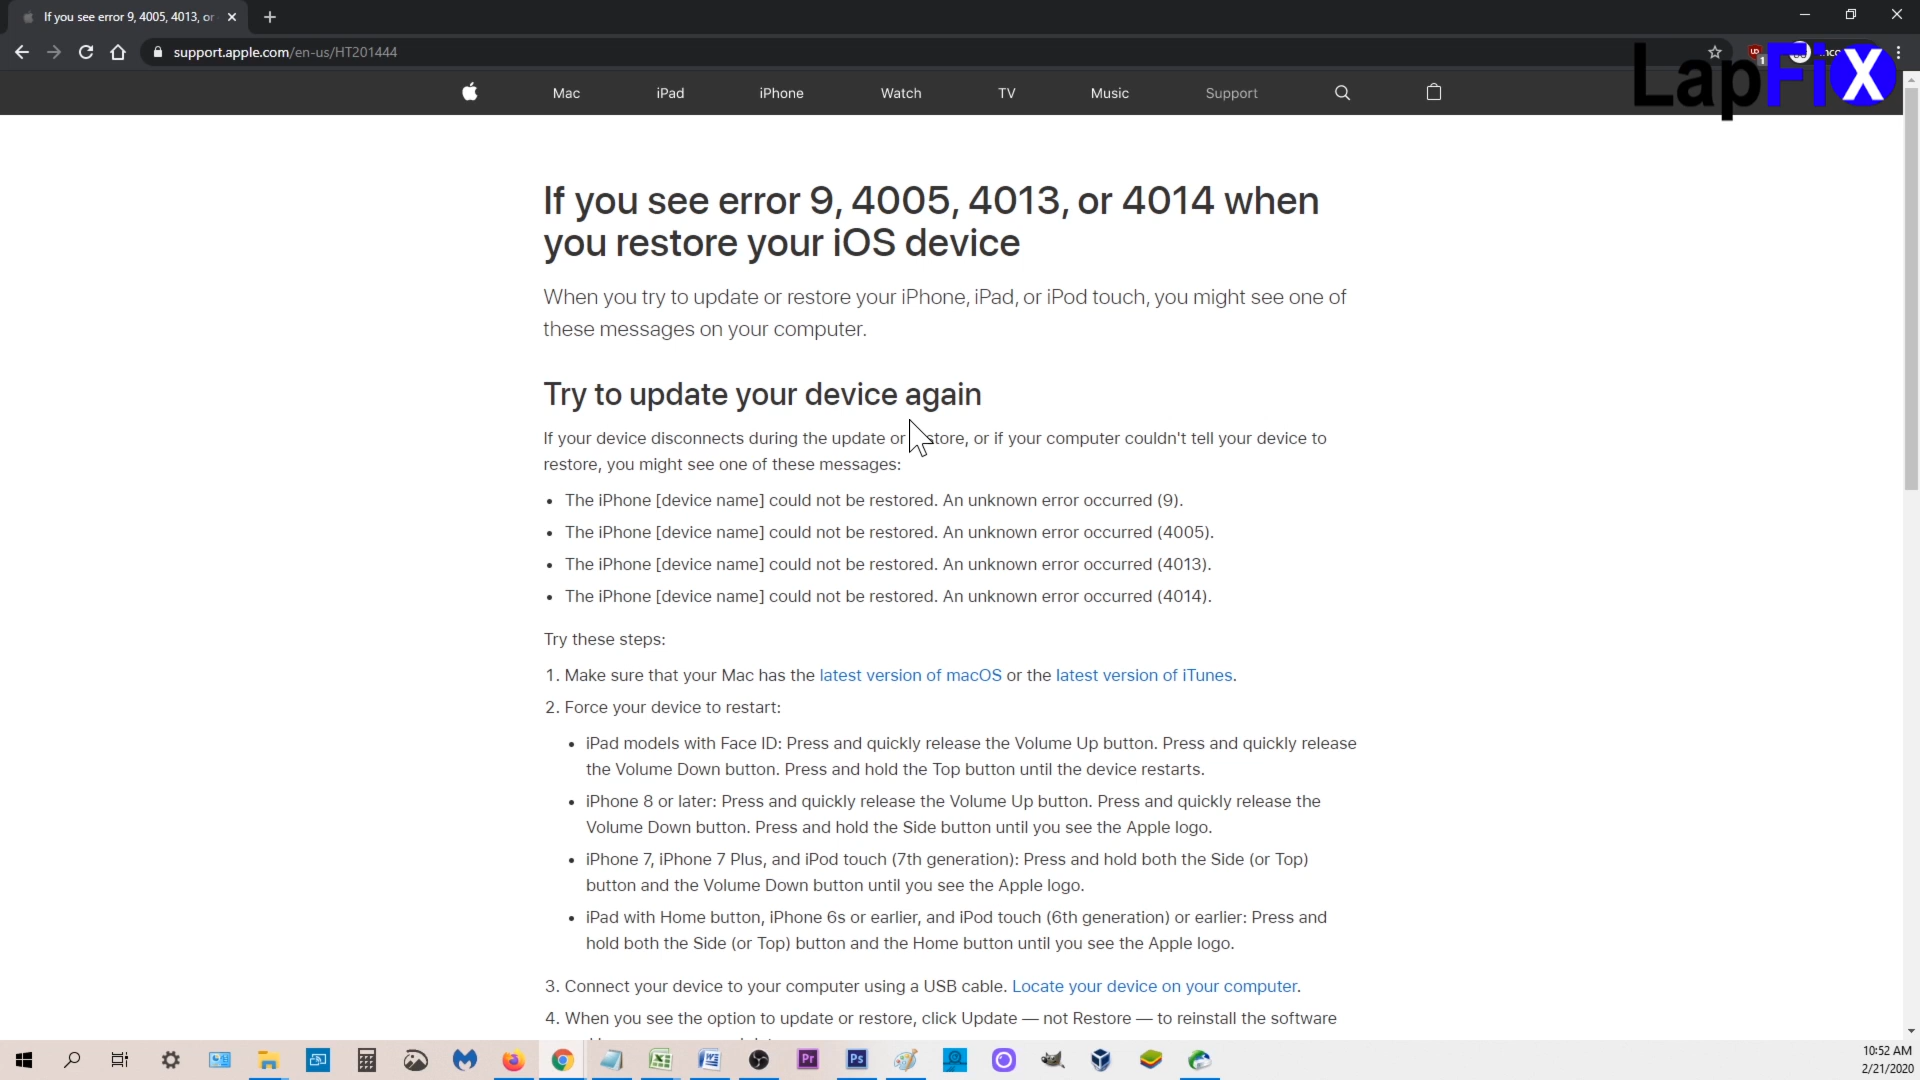 If you see error 9, 4005, 4013, or
support.apple.com/en-us/HT201444
LapFiX
Mac iPad iPhone Watch TV Music Support
If you see error 9, 4005, 4013, or 4014 when
you restore your iOS device
When you try to update or restore your iPhone, iPad, or iPod touch, you might see one of
these messages on your computer.
Try to update your device again
If your device disconnects during the update or store, or if your computer couldn't tell your device to
restore, you might see one of these messages:
• The iPhone [device name] could not be restored. An unknown error occurred (9).
• The iPhone [device name] could not be restored. An unknown error occurred (4005).
• The iPhone [device name] could not be restored. An unknown error occurred (4013).
• The iPhone [device name] could not be restored. An unknown error occurred (4014).
Try these steps:
1. Make sure that your Mac has the latest version of macOS or the latest version of iTunes.
2. Force your device to restart:
• iPad models with Face ID: Press and quickly release the Volume Up button. Press and quickly release
the Volume Down button. Press and hold the Top button until the device restarts.
• iPhone 8 or later: Press and quickly release the Volume Up button. Press and quickly release the
Volume Down button. Press and hold the Side button until you see the Apple logo.
• iPhone 7, iPhone 7 Plus, and iPod touch (7th generation): Press and hold both the Side (or Top)
button and the Volume Down button until you see the Apple logo.
• iPad with Home button, iPhone 6s or earlier, and iPod touch (6th generation) or earlier: Press and
hold both the Side (or Top) button and the Home button until you see the Apple logo.
3. Connect your device to your computer using a USB cable. Locate your device on your computer.
4. When you see the option to update or restore, click Update — not Restore — to reinstall the software
Pr Ps
10:52 AM
2/21/2020